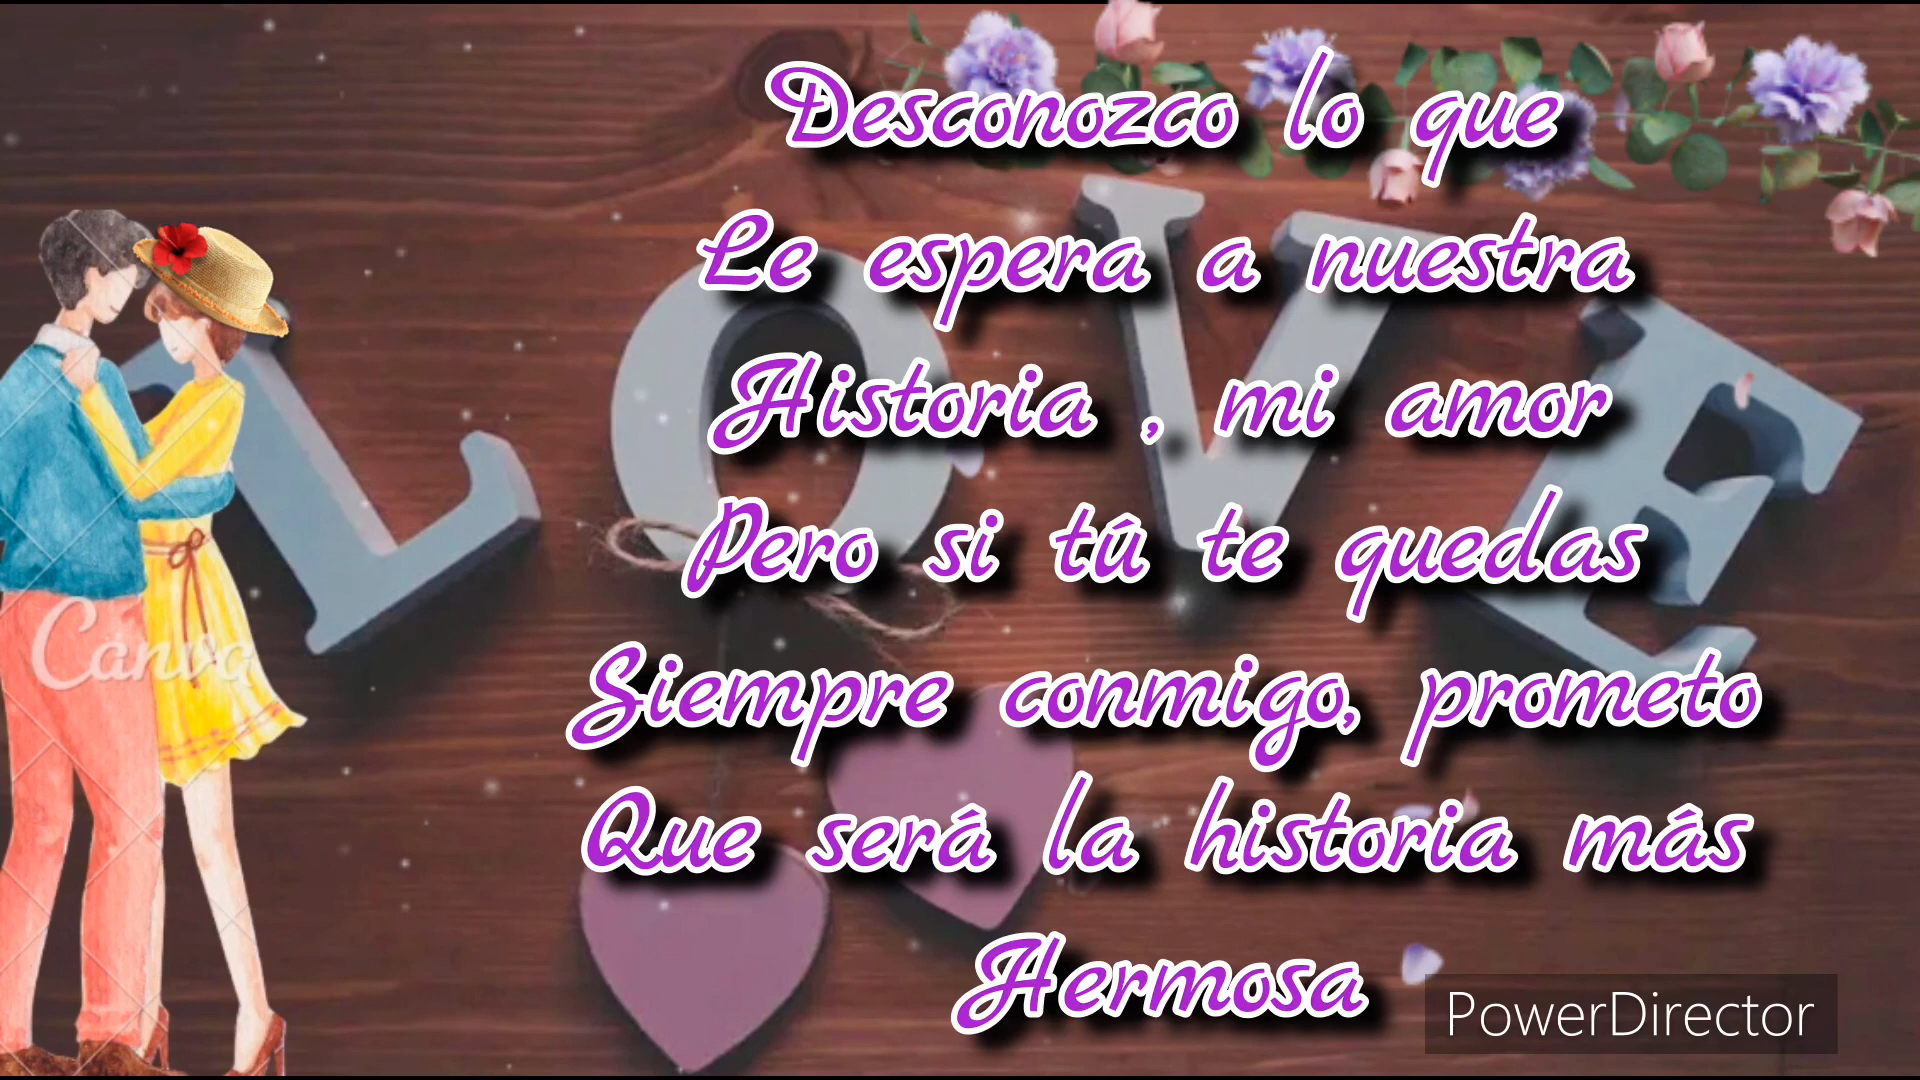 Desconozco lo que
Le espera a nuestra
Historia , mi amor
Pero si tú te quedas
Siempre conmigo, prometo
Que será la historia más
Hermosa
LOVE
Canva
PowerDirector